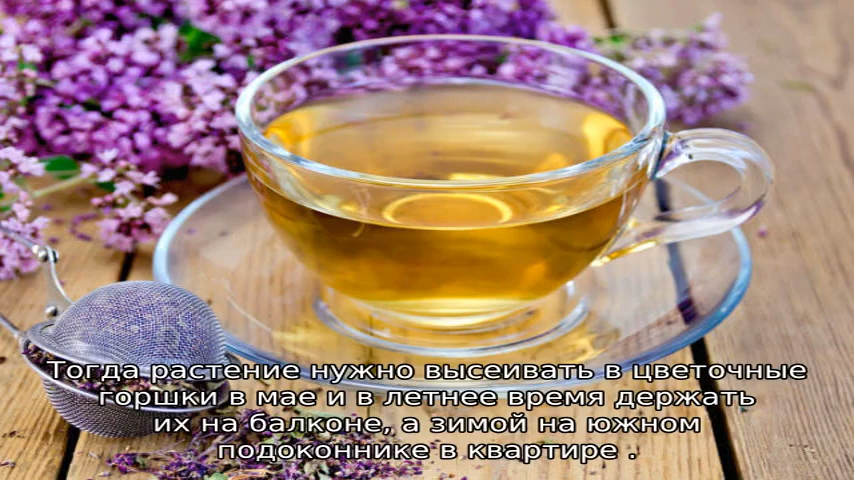 Тогда растение нужно высеивать в цветочные
горшки в мае и в летнее время держать
их на балконе, а зимой на южном
подоконнике в квартире .